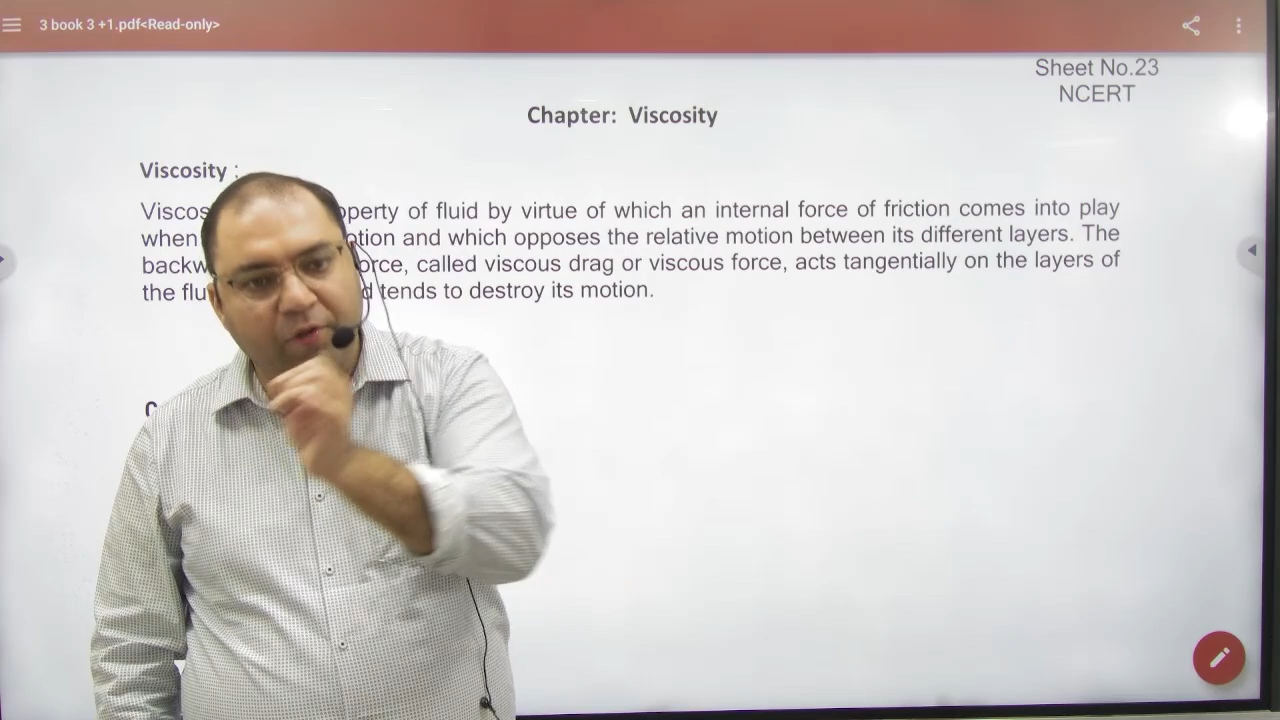 3 book 3 +1.pdf<Read-only>
Sheet No.23
NCERT
Chapter: Viscosity
Viscosity :
Viscos operty of fluid by virtue of which an internal force of friction comes into play
when otion and which opposes the relative motion between its different layers. The
backw orce, called viscous drag or viscous force, acts tangentially on the layers of
the flu d tends to destroy its motion.